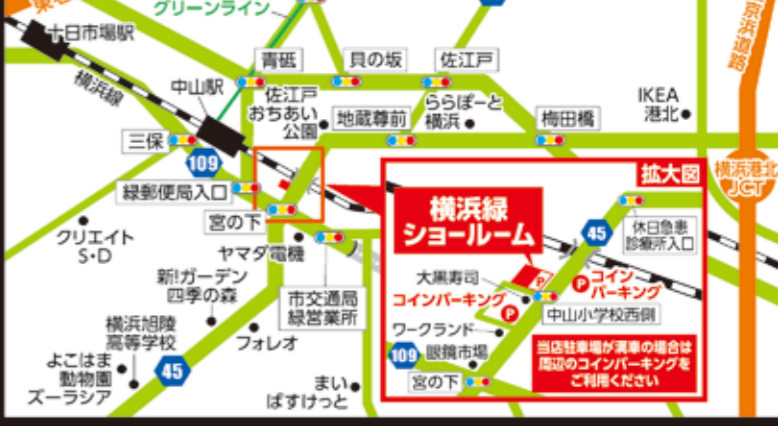 グリーンライン
十日市場駅
横浜線
中山駅
青砥
貝の坂
佐江戸
京浜道路
佐江戸
おちあい
公園
地蔵尊前
ららぽーと
横浜
梅田橋
IKEA
港北
三保
109
緑郵便局入口
宮の下
横浜港北
JCT
拡大図
横浜緑
ショールーム
45
休日急患
診療所入口
クリエイト
S・D
ヤマダ電機
新!ガーデン
四季の森
市交通局
緑営業所
大黒寿司
P
コインパーキング
P
P
コイン
パーキング
中山小学校西側
横浜旭陵
高等学校
フォレオ
ワークランド
109
眼鏡市場
宮の下
当店駐車場が満車の場合は
周辺のコインパーキングを
ご利用ください
よこはま
動物園
ズーラシア
45
まい
ばすけっと